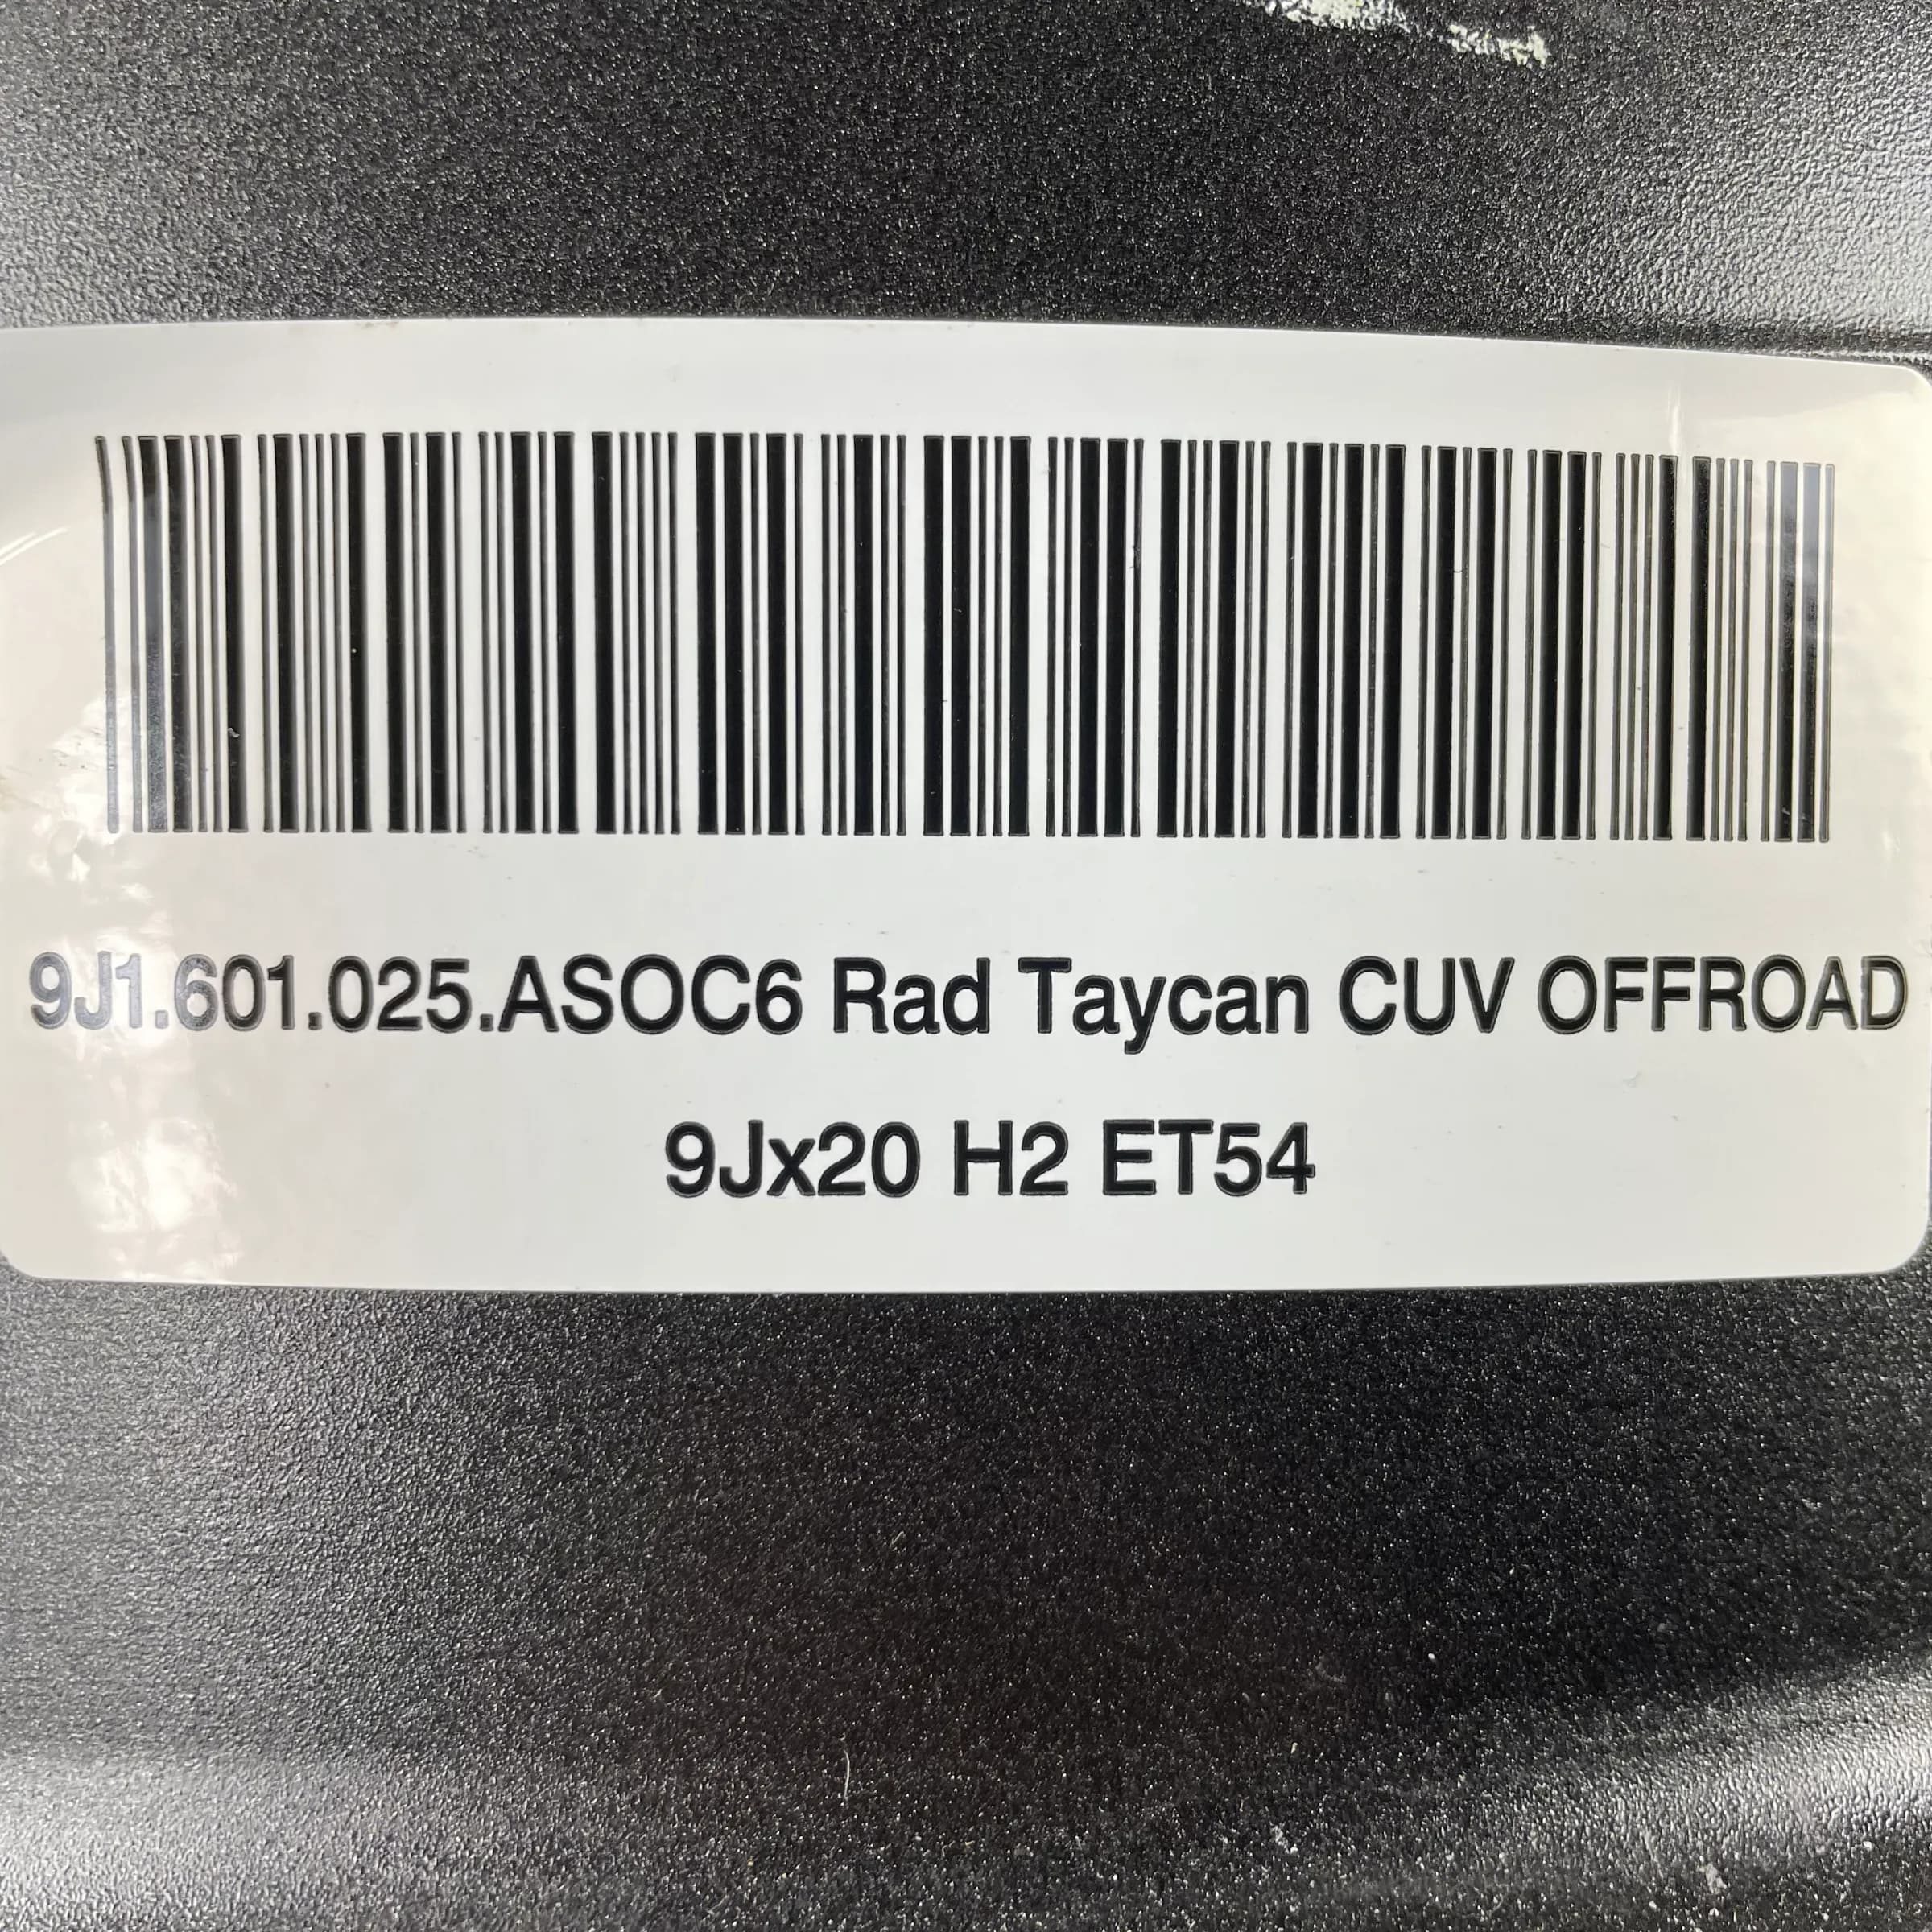 9J1.601.025.ASOC6 Rad Taycan CUV OFFROAD
9Jx20 H2 ET54